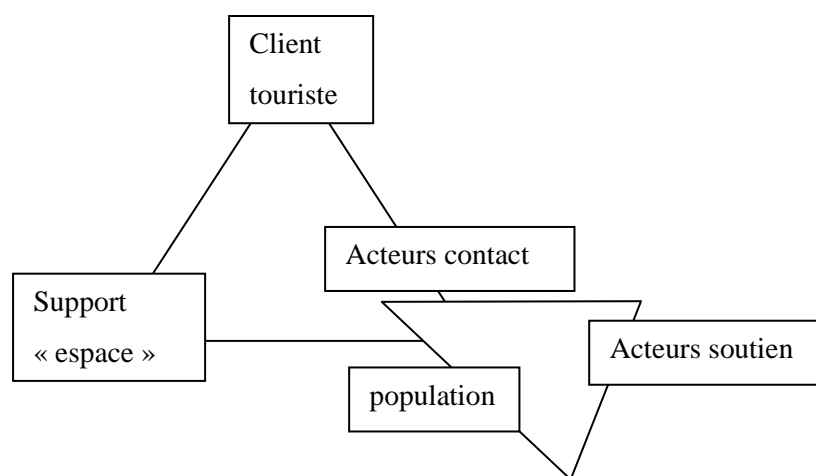 Client
touriste
Acteurs contact
Support
« espace »
Acteurs soutien
population